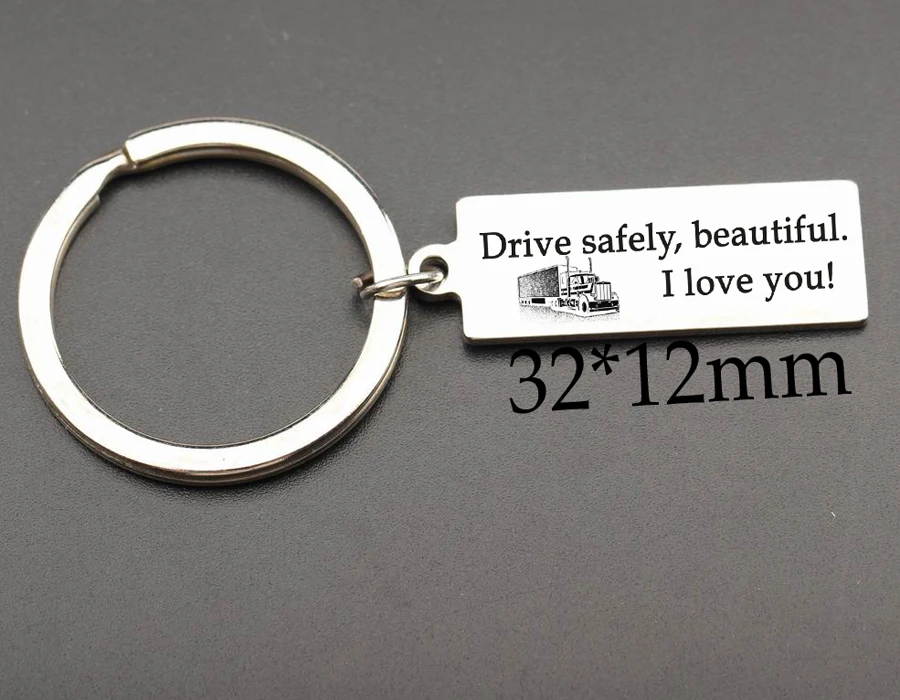 Drive safely, beautiful.
I love you!
32*12mm